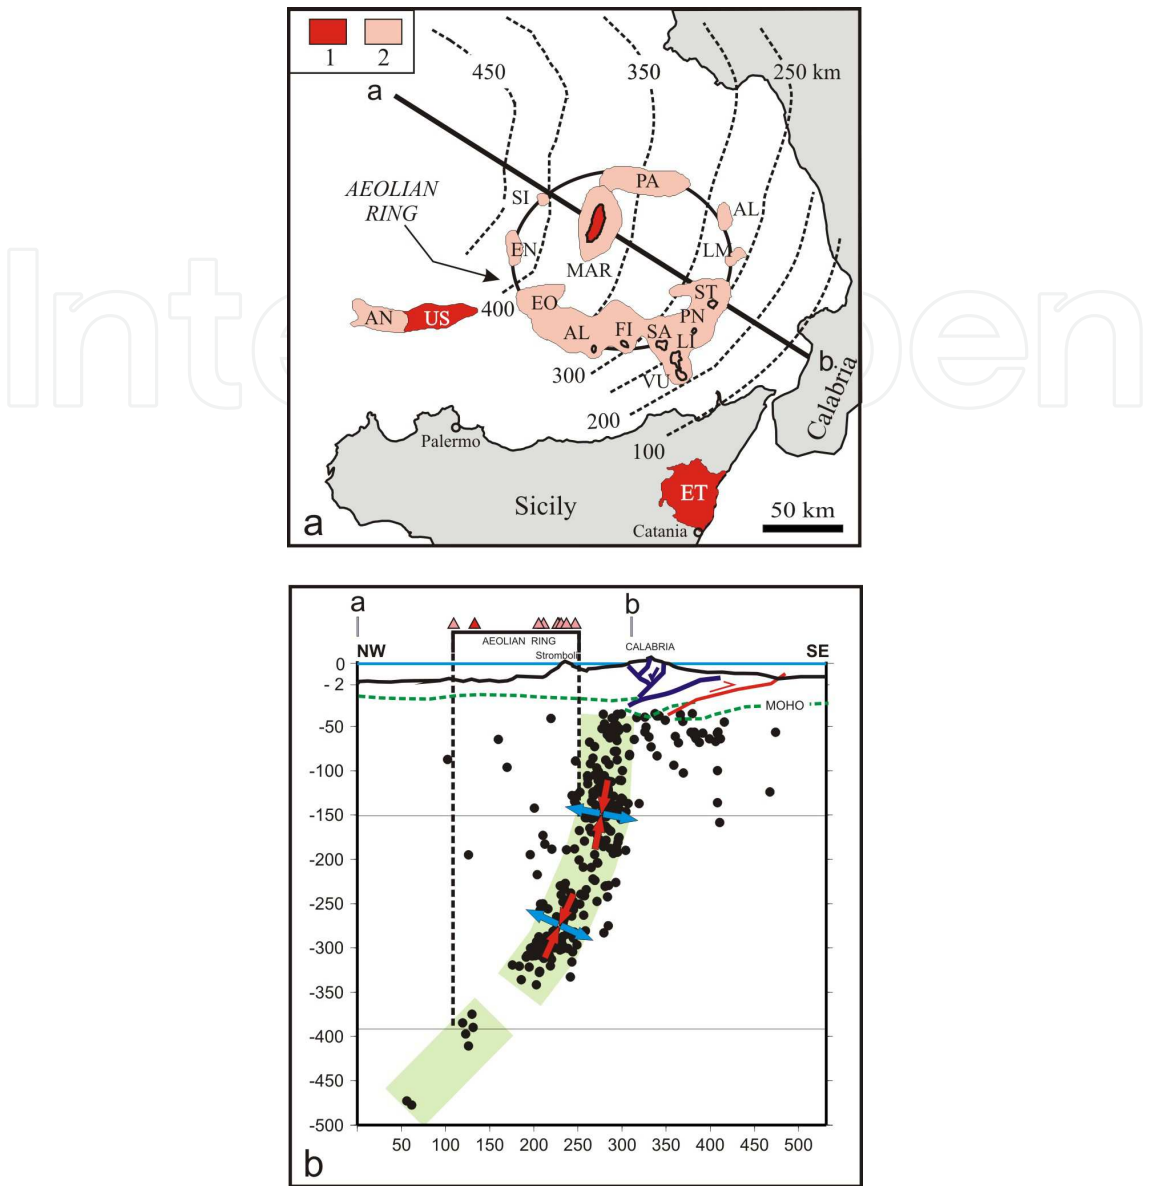 1 2
450 350 250 km
a
PA
SI
AEOLIAN
RING
AL
EN
LM
MAR
ST
EO
400
AN US
PN
AL FI SA
LI
300
VU
b
200
Calabria
100
Palermo
ET
Sicily
50 km
Catania
a
a b
AEOLIAN RING
CALABRIA
NW Stromboli SE
0
- 2
MOHO
-50
-100
-150
-200
-250
-300
-350
-400
-450
-500
50 100 150 200 250 300 350 400 450 500
b